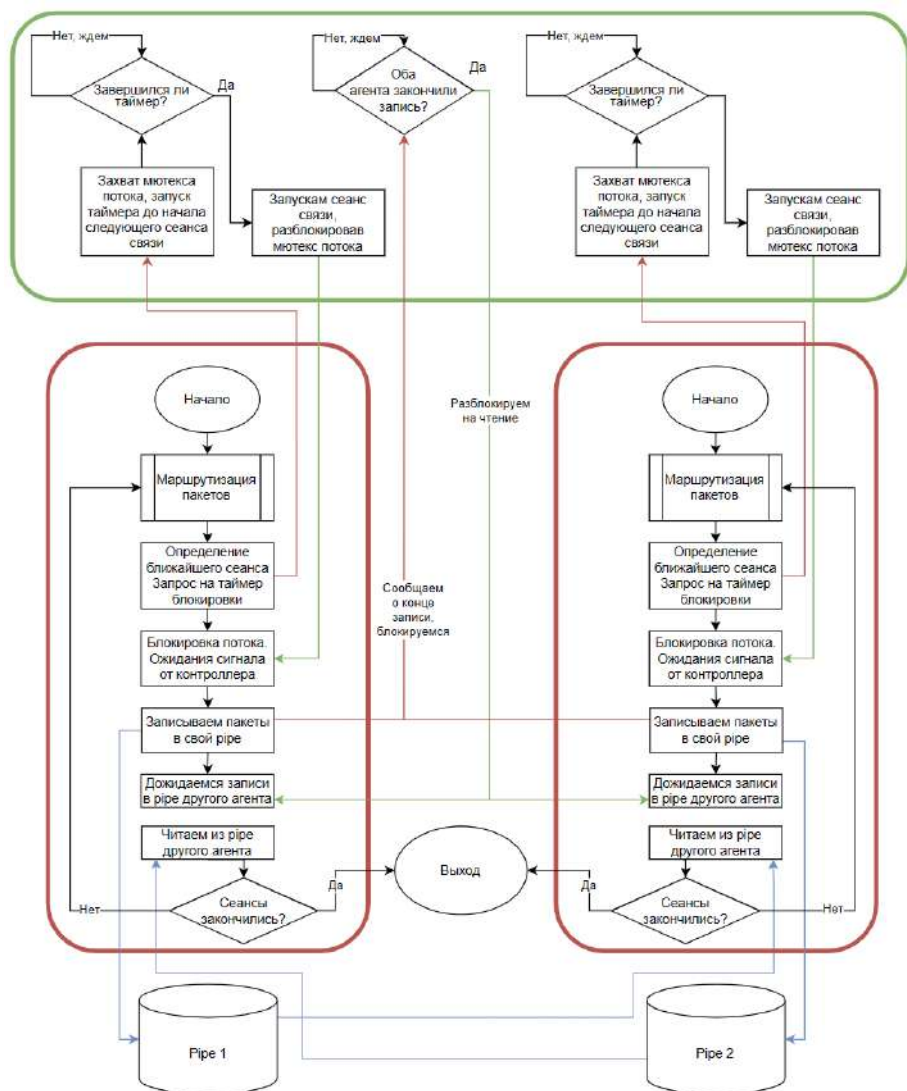 Нет, ждем
Завершился ли
таймер?
Да
Захват мютекса
потока, запуск
таймера до начала
следующего сеанса
связи
Запускам сеанс
связи,
разблокировав
мютекс потока
Нет, ждем
Оба
агента закончили
запись?
Да
Нет, ждем
Завершился ли
таймер?
Захват мютекса
потока, запуск
таймера до начала
следующего сеанса
связи
Запускам сеанс
связи,
разблокировав
мютекс потока
Начало
Маршрутизация
пакетов
Определение
ближайшего сеанса
Запрос на таймер
блокировки
Блокировка потока.
Ожидания сигнала
от контроллера
Записываем пакеты
в свой pipe
Дожидаемся записи
в pipe другого агента
Читаем из pipe
другого агента
Сеансы
закончились?
Нет
Да
Разблокируем
на чтение
Сообщаем
о конце
записи,
блокируемся
Выход
Начало
Маршрутизация
пакетов
Определение
ближайшего сеанса
Запрос на таймер
блокировки
Блокировка потока.
Ожидания сигнала
от контроллера
Записываем пакеты
в свой pipe
Дожидаемся записи
в pipe другого агента
Читаем из pipe
другого агента
Сеансы
закончились?
Да
Нет
Pipe 1
Pipe 2